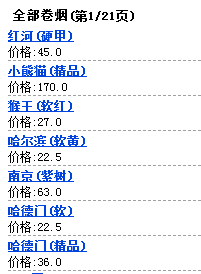 全部卷烟(第1/21页)
红河(硬甲)
价格:45.0
小熊猫(精品)
价格:170.0
猴王(软红)
价格:27.0
哈尔滨(软黄)
价格:22.5
南京(紫树)
价格:63.0
哈德门(软)
价格:22.5
哈德门(精品)
价格:36.0